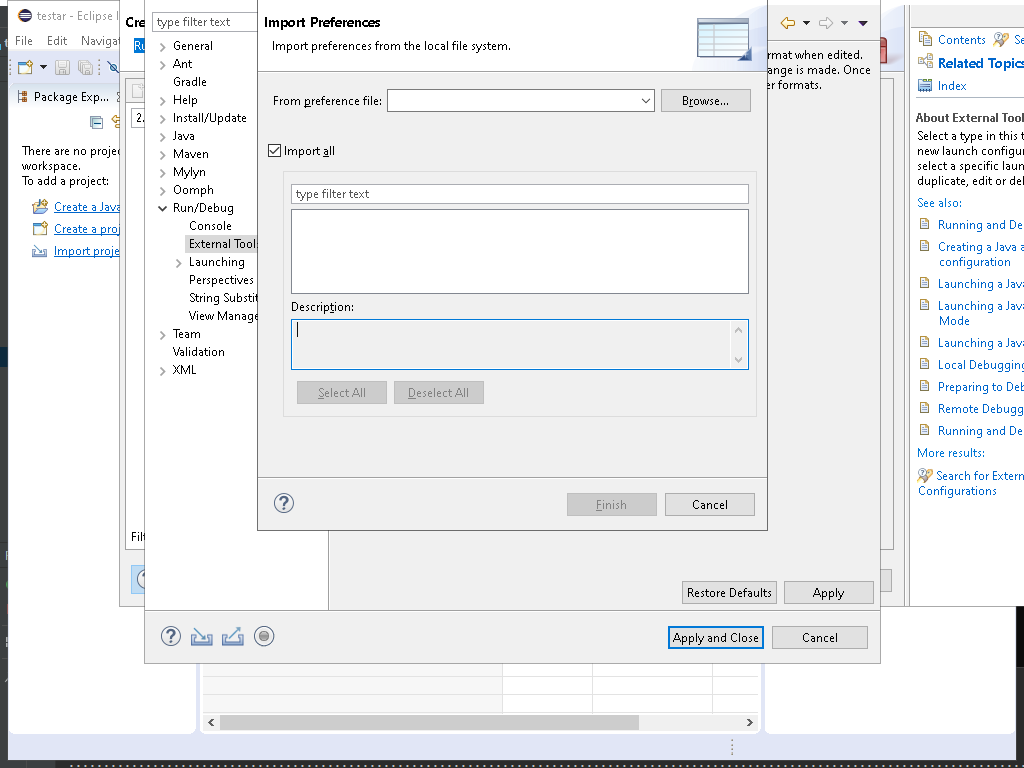 testar - Eclipse I
File Edit Navigat
Package Exp...
There are no projec
workspace.
To add a project:
Create a Java
Create a proj
Import proje
Cre
Ru
2.
Filt
type filter text
General
Ant
Gradle
Help
Install/Update
Java
Maven
Mylyn
Oomph
Run/Debug
Console
External Tools
Launching
Perspectives
String Substit
View Manage
Team
Validation
XML
Import Preferences
Import preferences from the local file system.
From preference file:
Browse...
Import all
type filter text
Description:
Select All
Deselect All
Finish
Cancel
rmat when edited.
ange is made. Once
er formats.
Restore Defaults
Apply
Apply and Close
Cancel
Contents
Se
Related Topics
Index
About External Tool
Select a type in this t
new launch configur
select a specific laun
duplicate, edit or del
See also:
Running and De
Creating a Java a
configuration
Launching a Java
Launching a Java
Mode
Launching a Java
Local Debugging
Preparing to Deb
Remote Debugg
Running and De
More results:
Search for Extern
Configurations